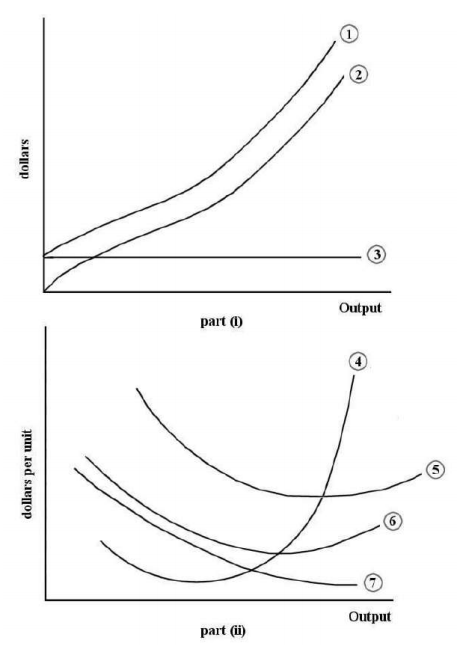 ①
②
dollars
③
Output
part (i)
④
dollars per unit
⑤
⑥
⑦
Output
part (ii)